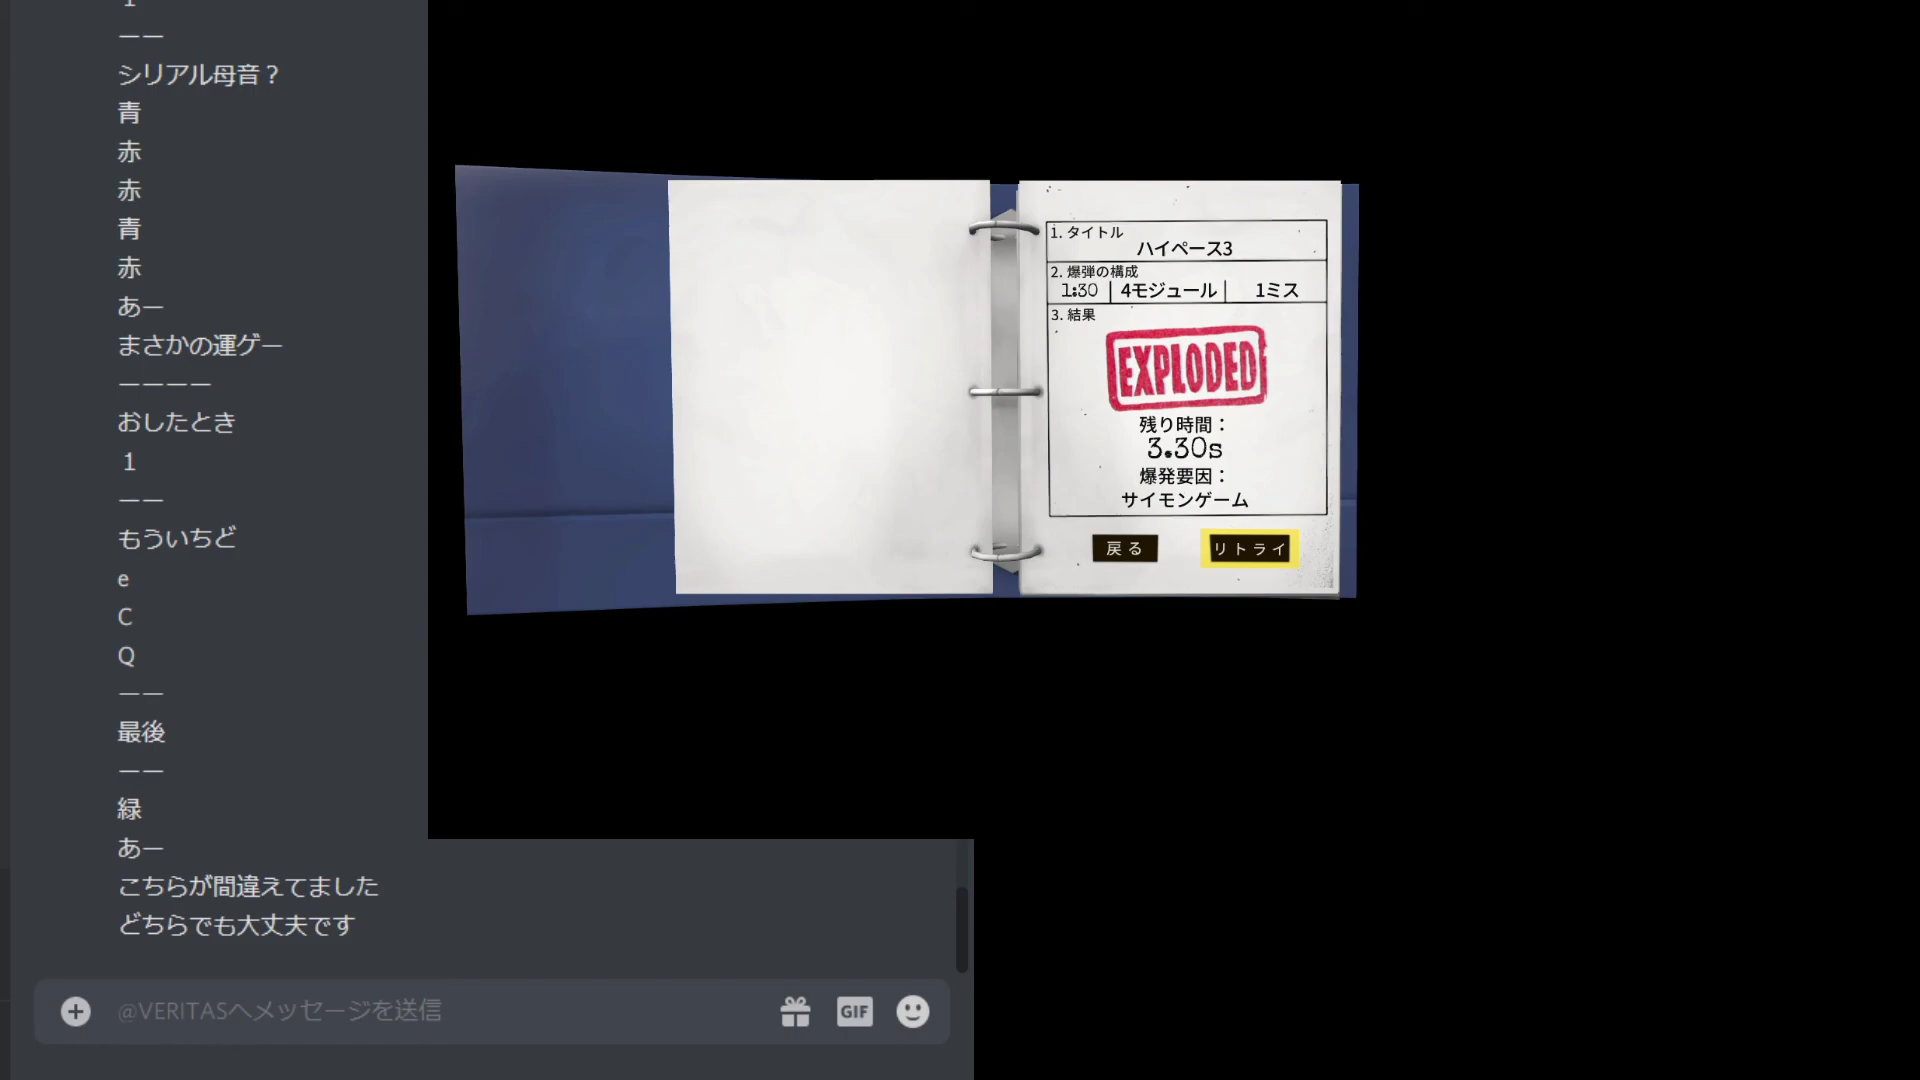 1
ーー
シリアル母音？
青
赤
赤
青
赤
あー
まさかの運ゲー
ーーーー
おしたとき
1
ーー
もういちど
e
C
Q
ーー
最後
ーー
緑
あー
こちらが間違えてました
どちらでも大丈夫です
@VERITASへメッセージを送信
GIF
1. タイトル
ハイペース3
2. 爆弾の構成
1:30 | 4モジュール | 1ミス
3. 結果
EXPLODED
残り時間：
3.30s
爆発要因：
サイモンゲーム
戻る
リトライ